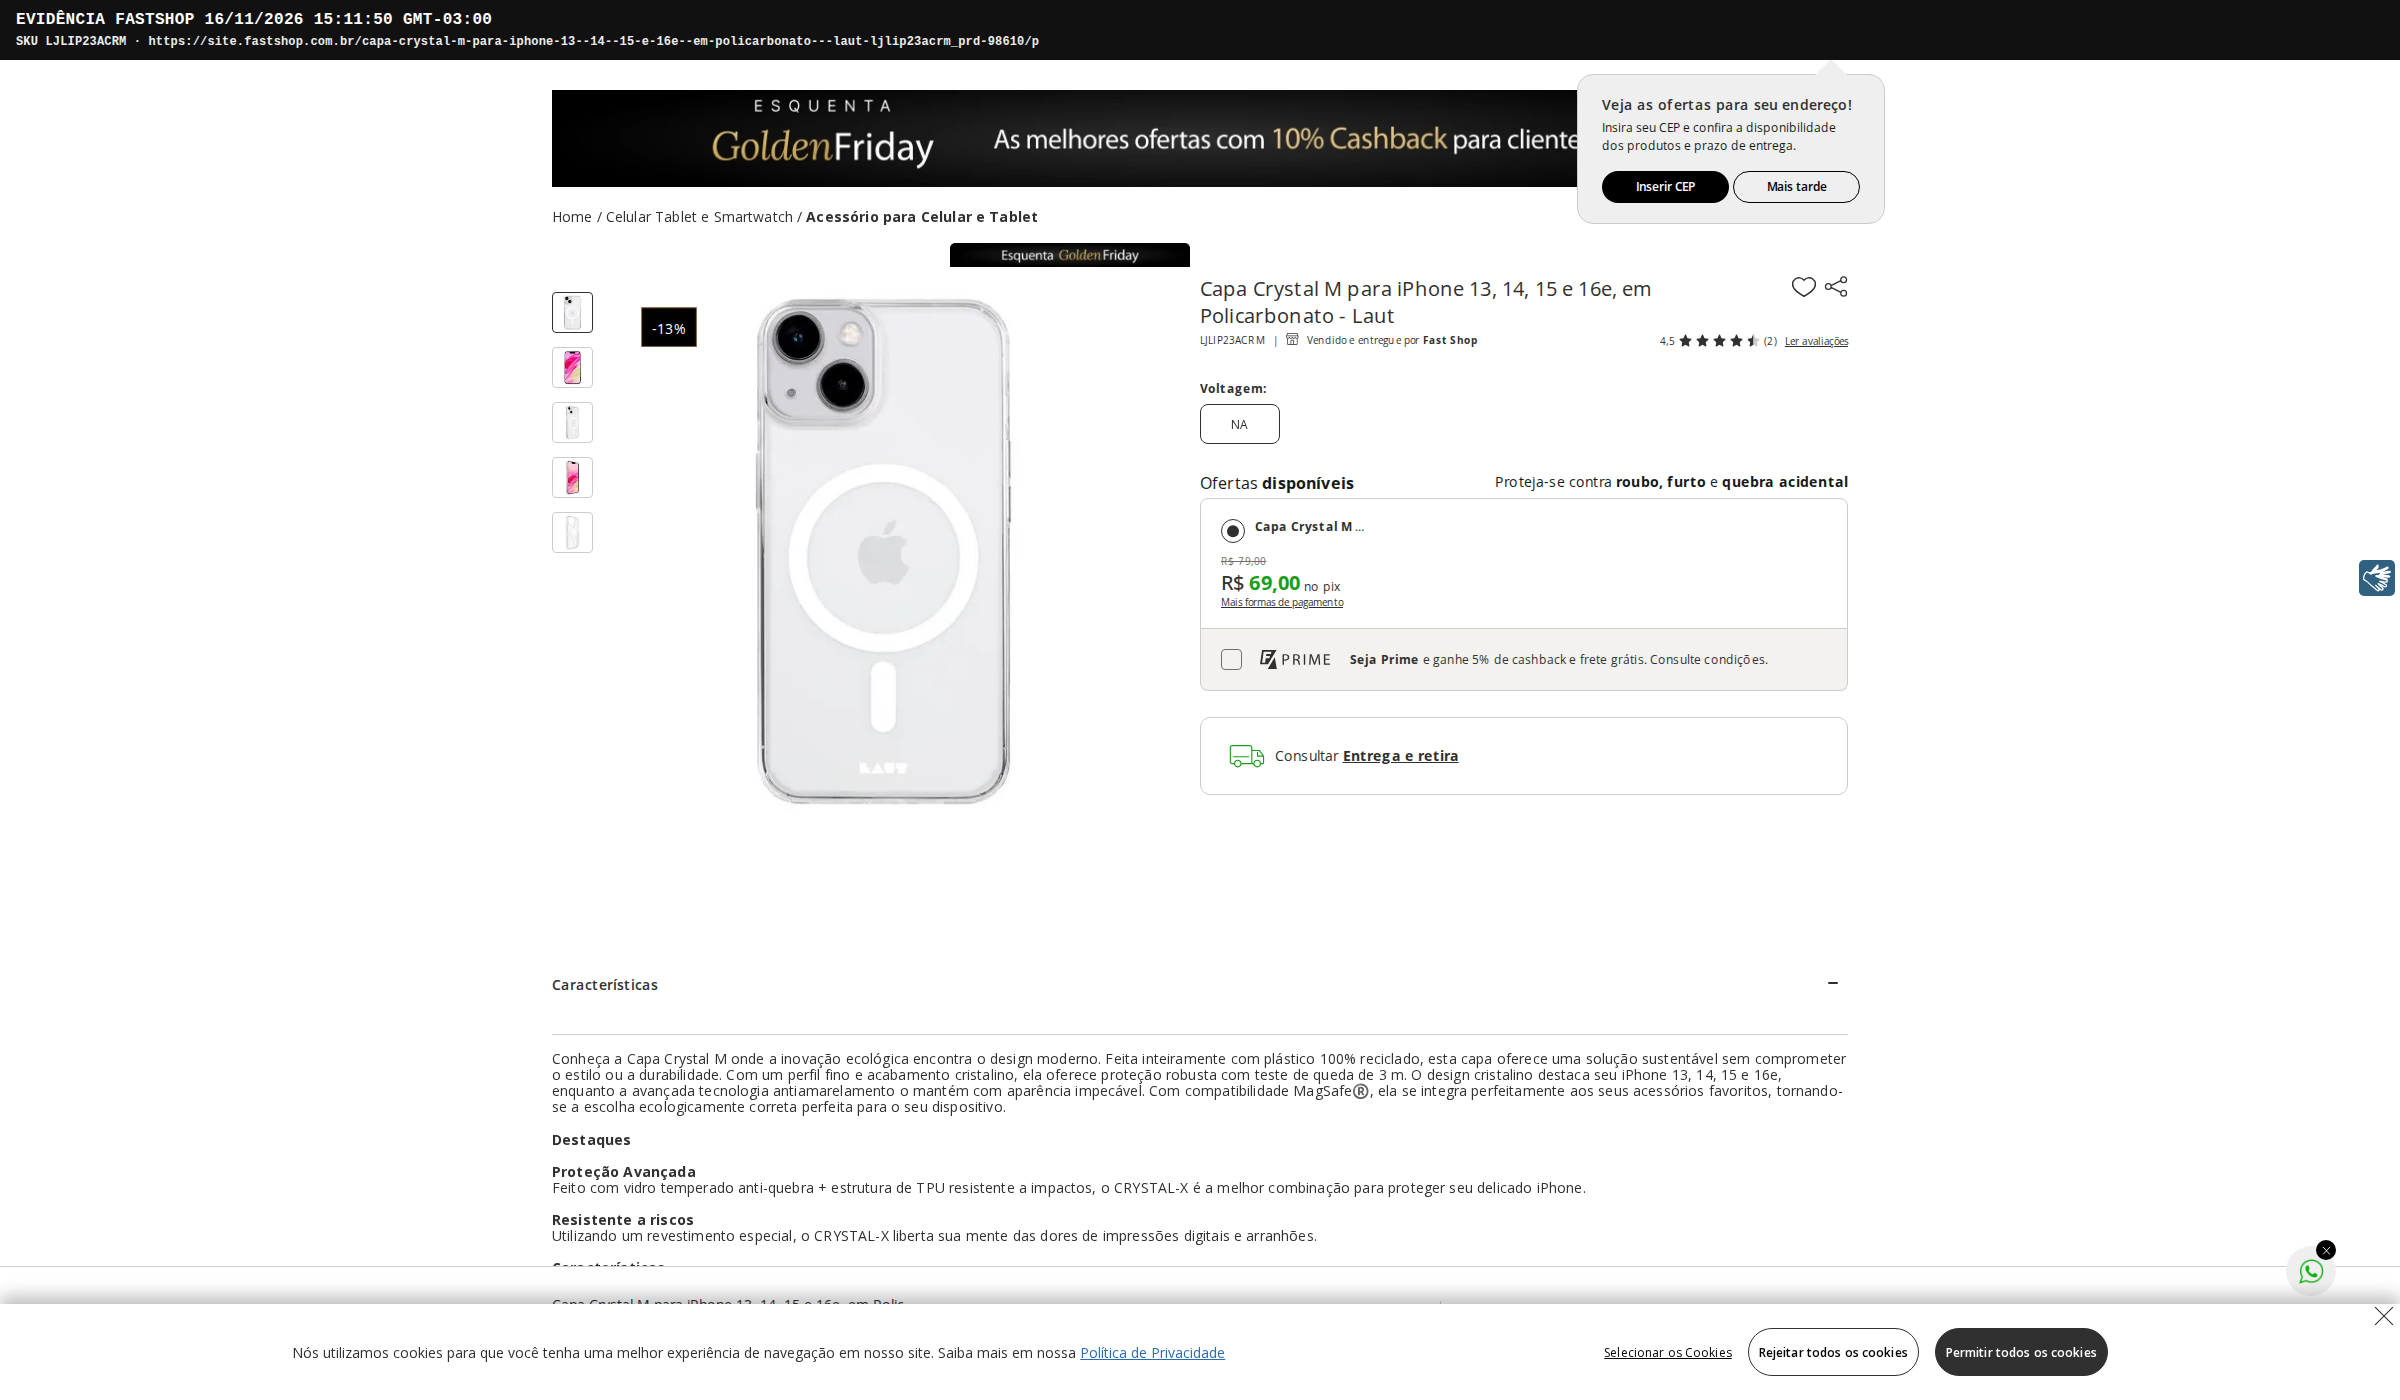 EVIDÊNCIA FASTSHOP 16/11/2026 15:11:50 GMT-03:00
SKU LJLIP23ACRM · https://site.fastshop.com.br/capa-crystal-m-para-iphone-13--14--15-e-16e--em-policarbonato---laut-ljlip23acrm_prd-98610/p
ESQUENTA
GoldenFriday
As melhores ofertas com 10% Cashback para cliente
Veja as ofertas para seu endereço!
Insira seu CEP e confira a disponibilidade
dos produtos e prazo de entrega.
Inserir CEP
Mais tarde
Home / Celular Tablet e Smartwatch / Acessório para Celular e Tablet
Esquenta GoldenFriday
-13%
LAUT
Capa Crystal M para iPhone 13, 14, 15 e 16e, em
Policarbonato - Laut
LJLIP23ACRM | Vendido e entregue por Fast Shop
4,5 (2) Ler avaliações
Voltagem:
NA
Ofertas disponíveis
Proteja-se contra roubo, furto e quebra acidental
Capa Crystal M ...
R$ 79,00
R$ 69,00 no pix
Mais formas de pagamento
PRIME Seja Prime e ganhe 5% de cashback e frete grátis. Consulte condições.
Consultar Entrega e retira
Características
Conheça a Capa Crystal M onde a inovação ecológica encontra o design moderno. Feita inteiramente com plástico 100% reciclado, esta capa oferece uma solução sustentável sem comprometer
o estilo ou a durabilidade. Com um perfil fino e acabamento cristalino, ela oferece proteção robusta com teste de queda de 3 m. O design cristalino destaca seu iPhone 13, 14, 15 e 16e,
enquanto a avançada tecnologia antiamarelamento o mantém com aparência impecável. Com compatibilidade MagSafe®, ela se integra perfeitamente aos seus acessórios favoritos, tornando-
se a escolha ecologicamente correta perfeita para o seu dispositivo.
Destaques
Proteção Avançada
Feito com vidro temperado anti-quebra + estrutura de TPU resistente a impactos, o CRYSTAL-X é a melhor combinação para proteger seu delicado iPhone.
Resistente a riscos
Utilizando um revestimento especial, o CRYSTAL-X liberta sua mente das dores de impressões digitais e arranhões.
Características
Capa Crystal M para iPhone 13, 14, 15 e 16e, em Polic
Nós utilizamos cookies para que você tenha uma melhor experiência de navegação em nosso site. Saiba mais em nossa Política de Privacidade
Selecionar os Cookies
Rejeitar todos os cookies
Permitir todos os cookies